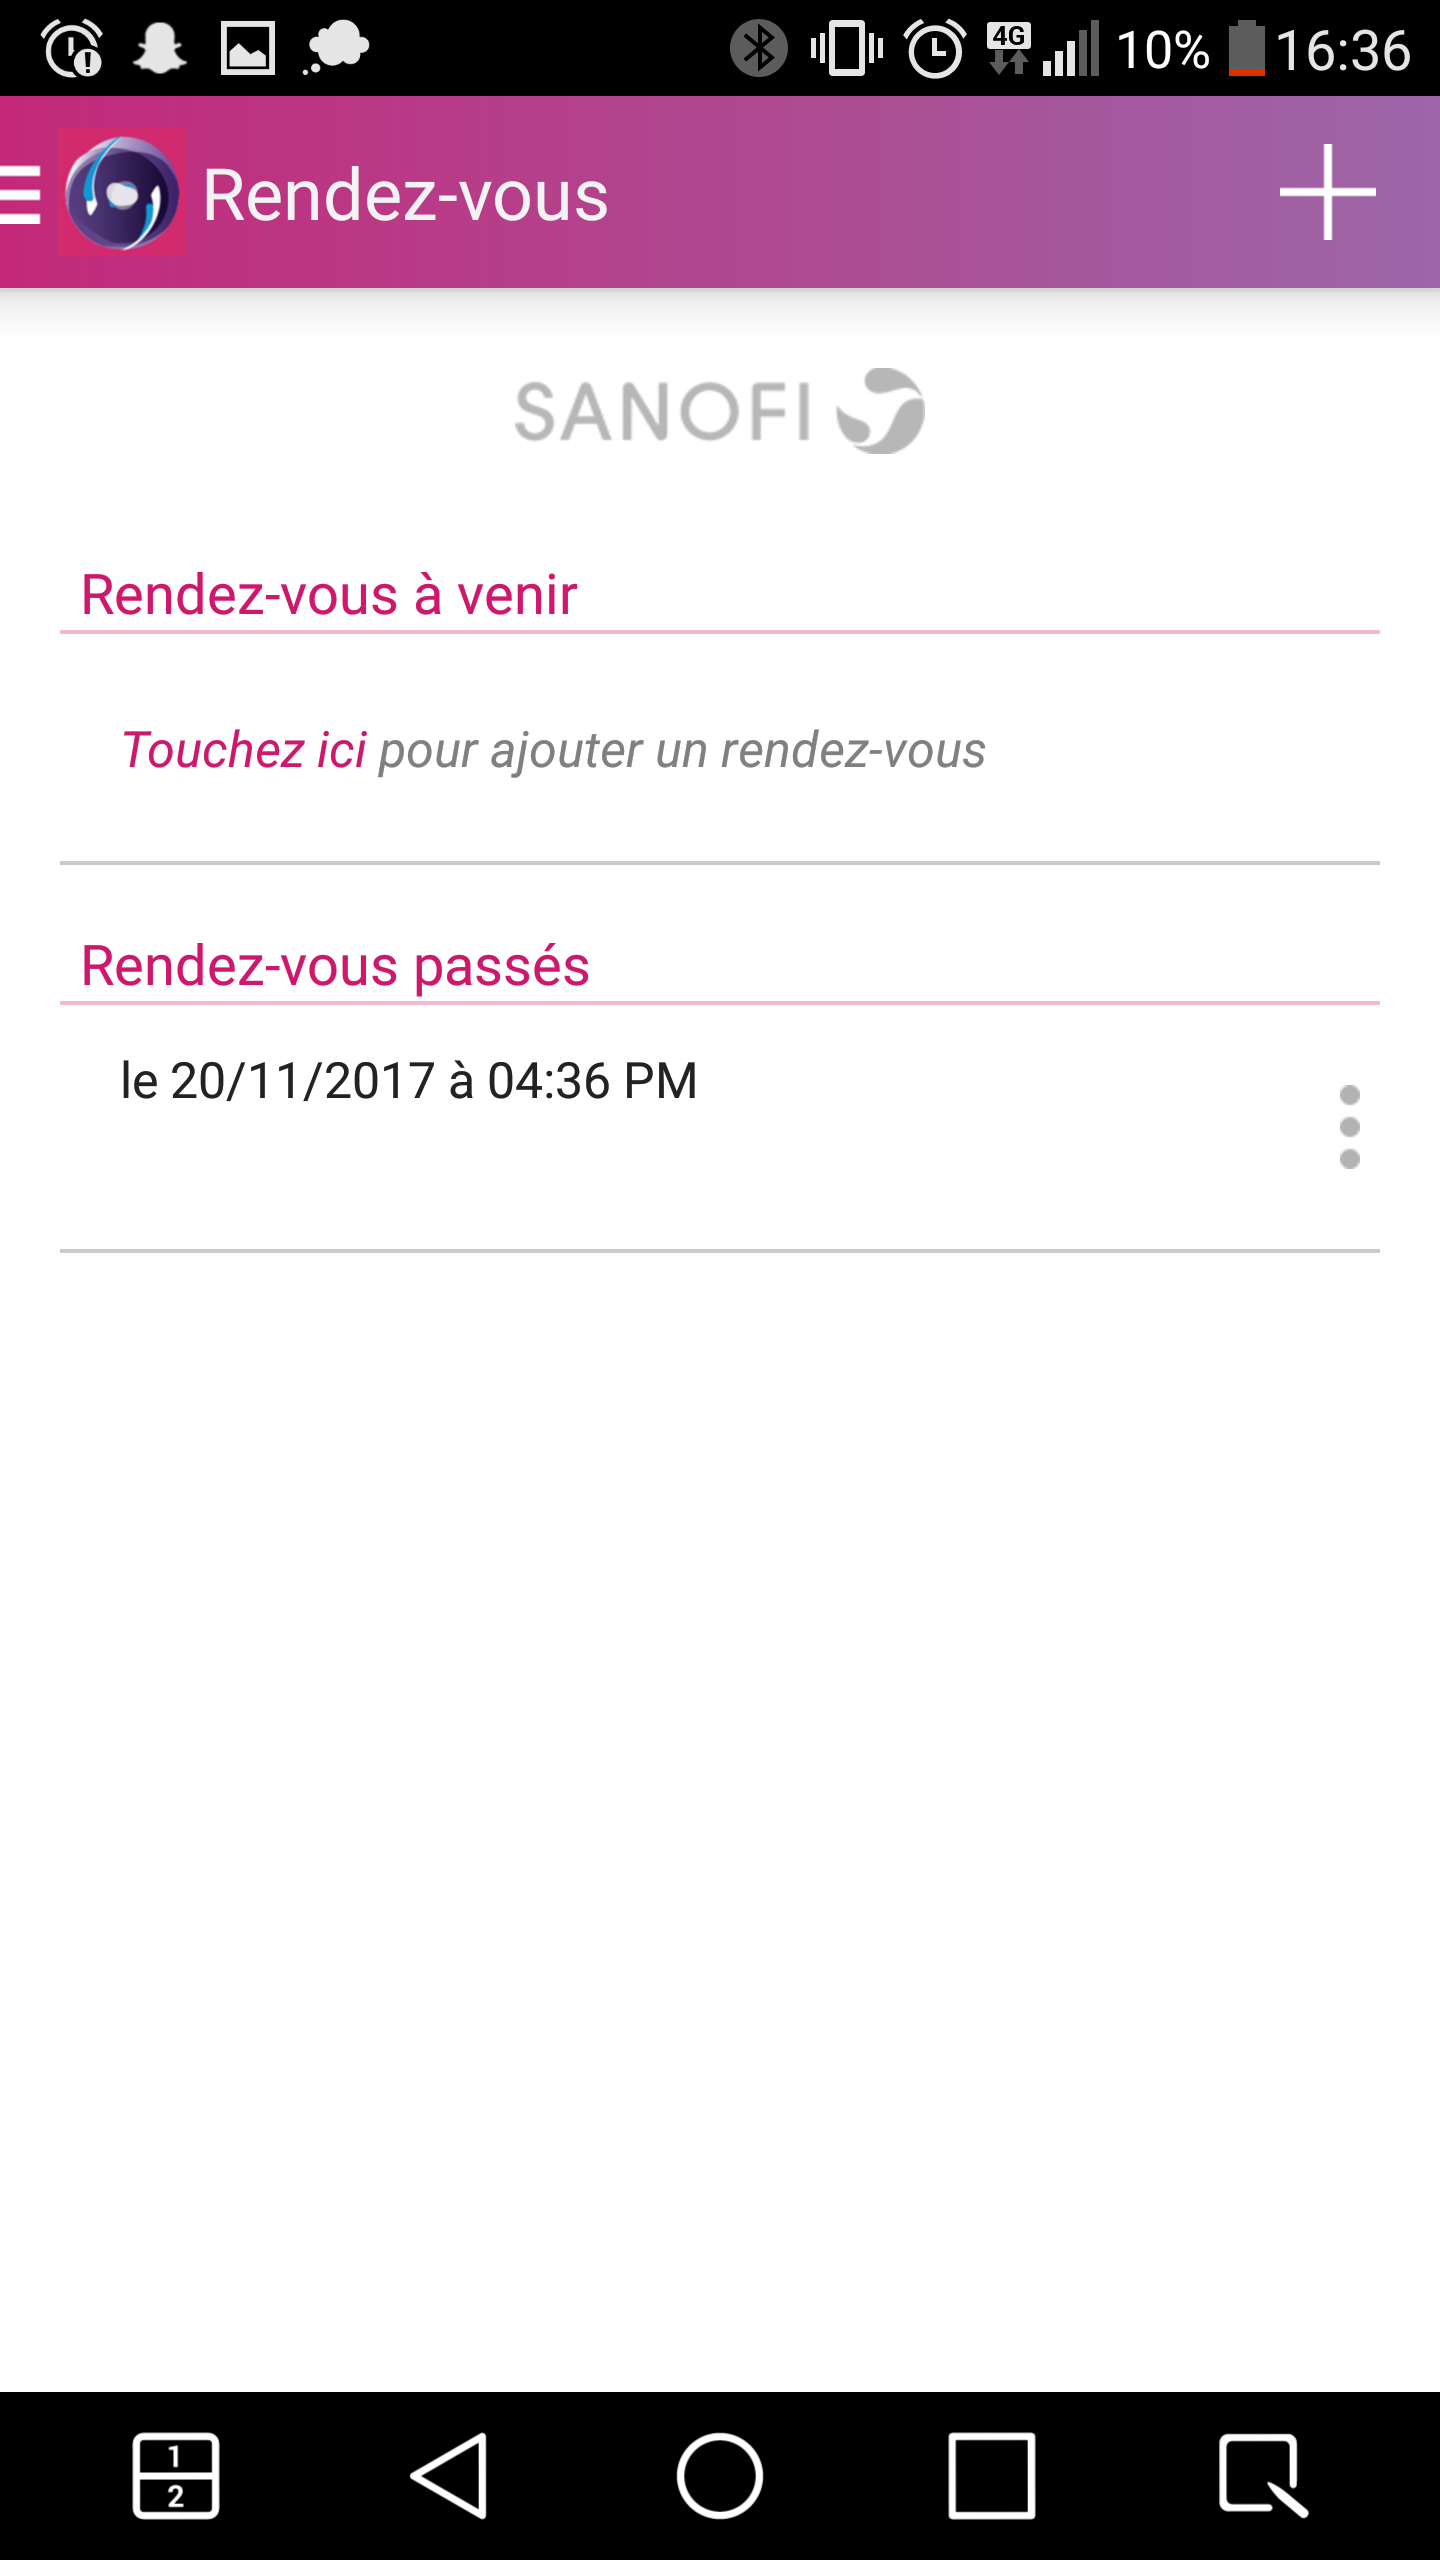 4G 10% 16:36
Rendez-vous
SANOFI
Rendez-vous à venir
Touchez ici pour ajouter un rendez-vous
Rendez-vous passés
le 20/11/2017 à 04:36 PM
1
2